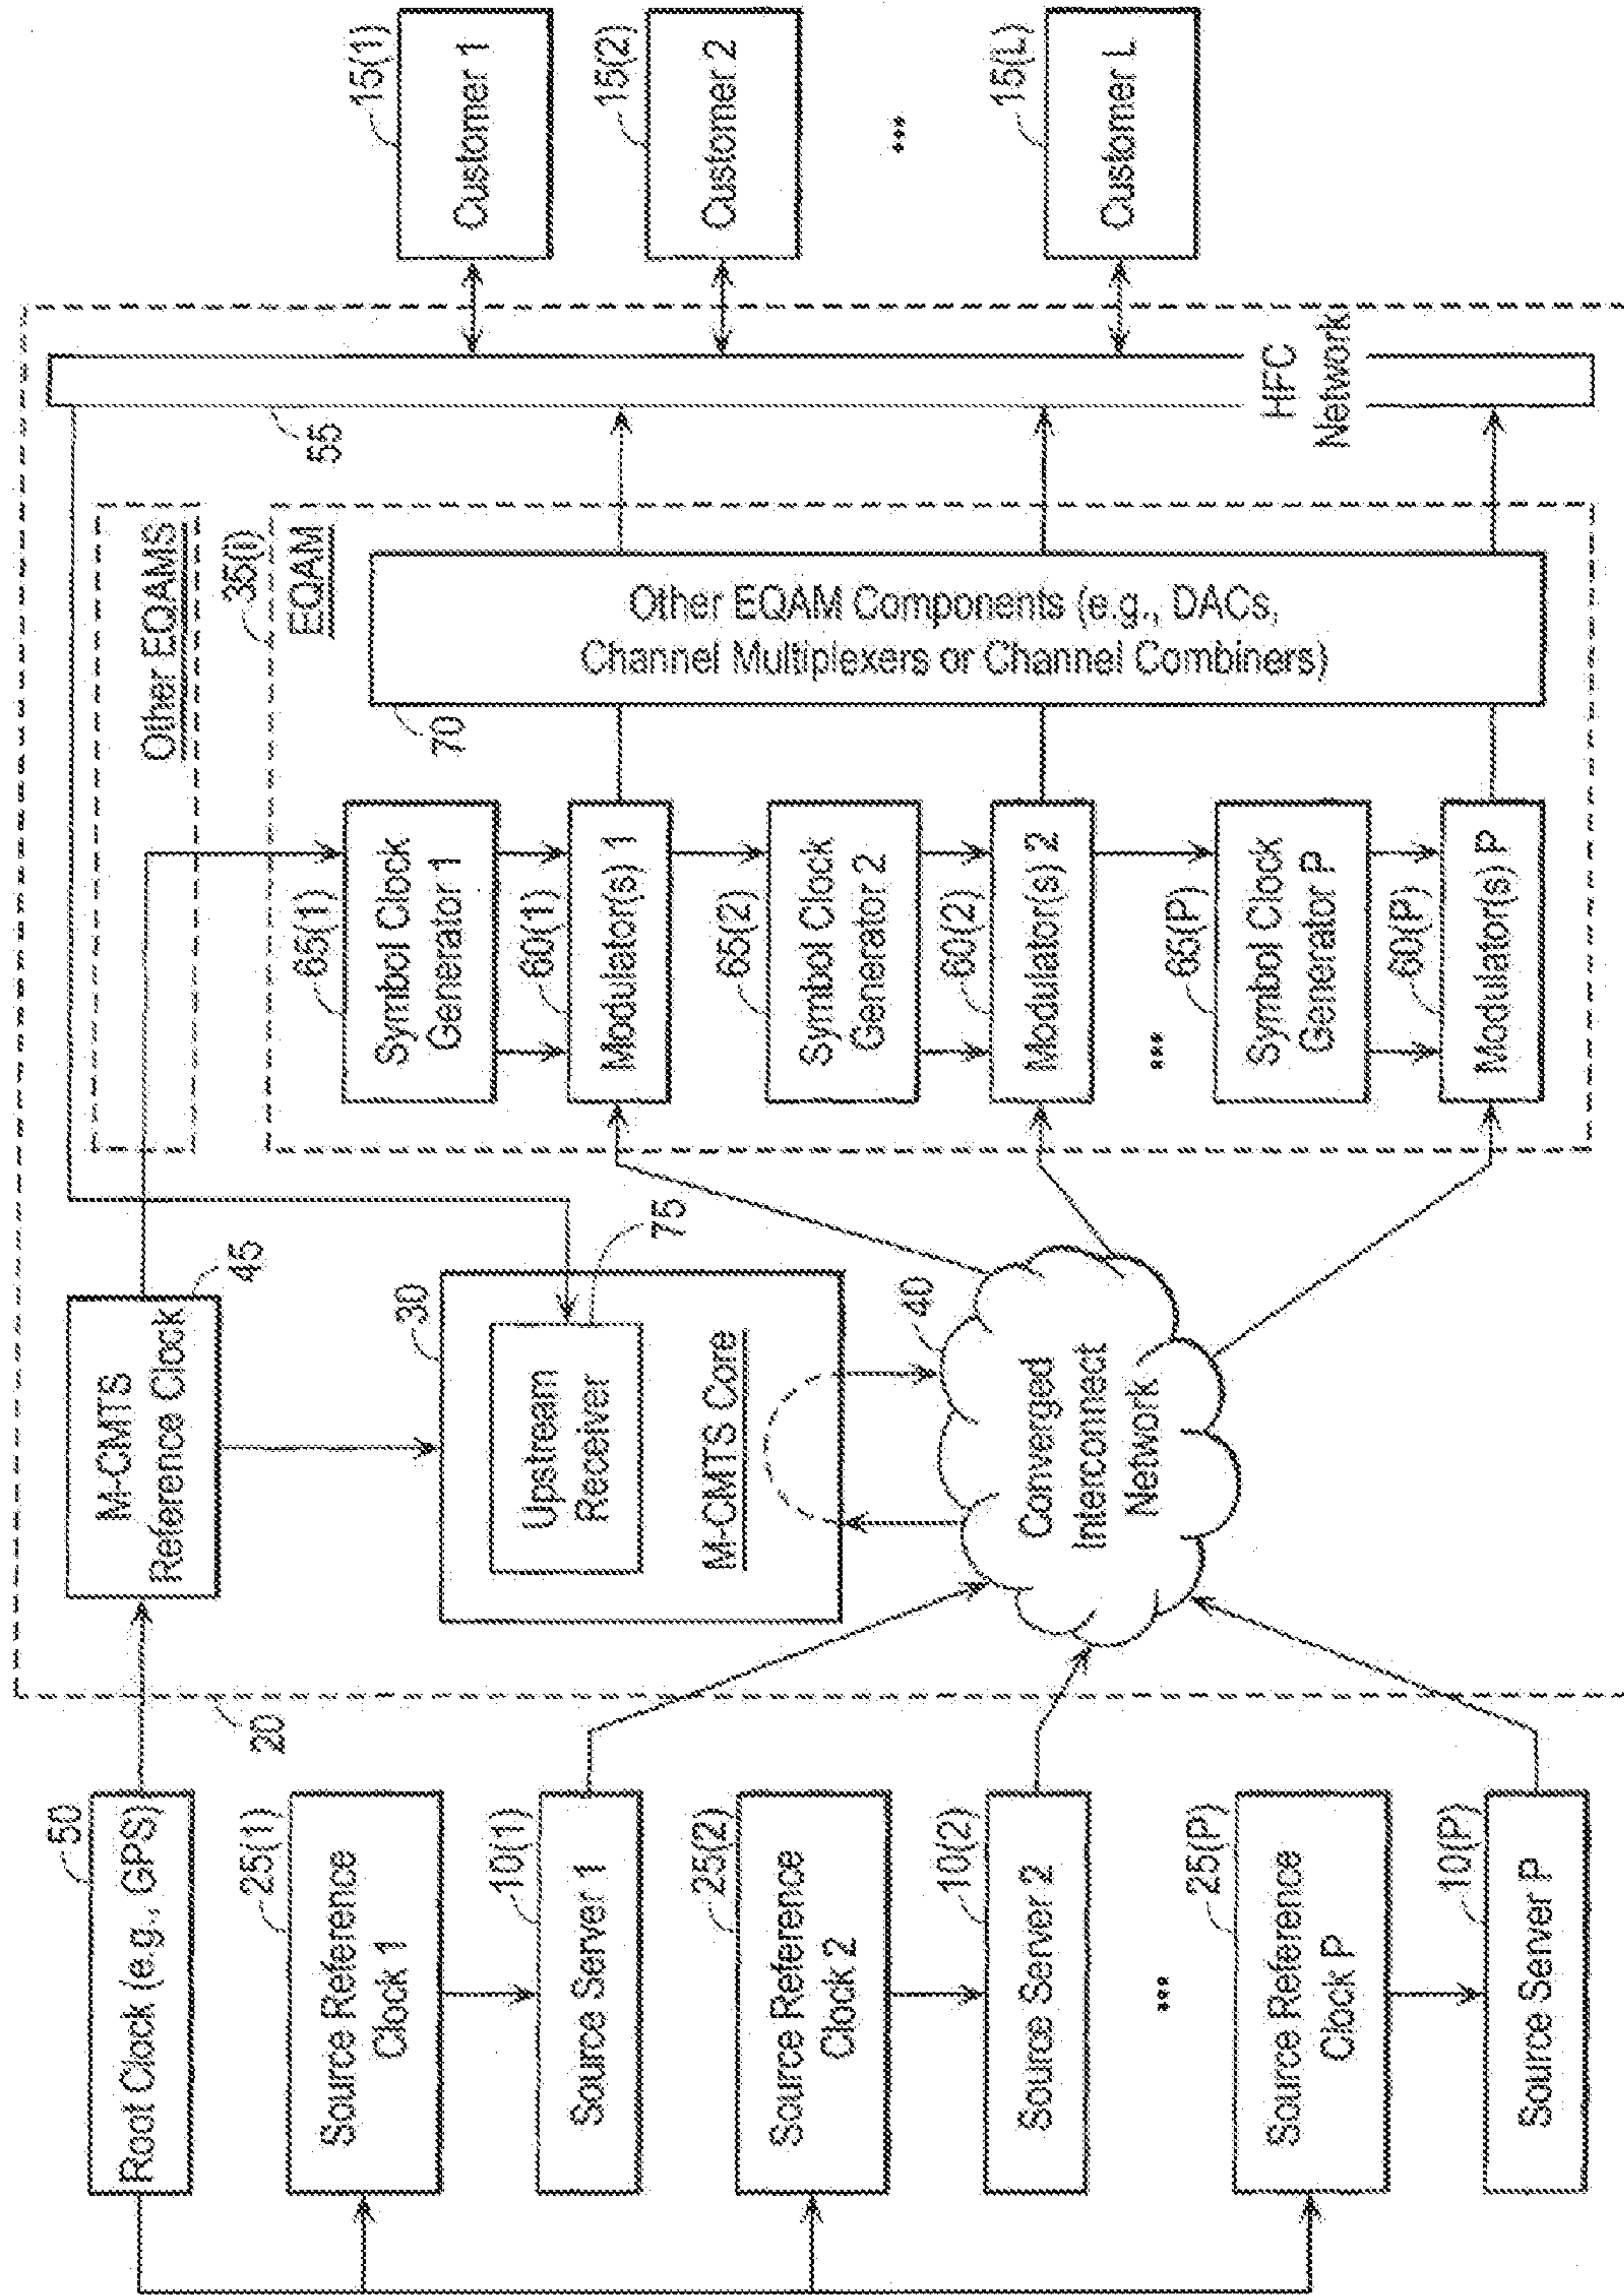 50
Root Clock (e.g., GPS)
25(1)
Source Reference
Clock 1
10(1)
Source Server 1
25(2)
Source Reference
Clock 2
10(2)
Source Server 2
...
25(P)
Source Reference
Clock P
10(P)
Source Server P
20
M-CMTS
Reference Clock
45
30
Upstream
Receiver
75
M-CMTS Core
40
Converged
Interconnect
Network
Other EQAMS
35(i)
EQAM
65(1)
Symbol Clock
Generator 1
60(1)
Modulator(s) 1
65(2)
Symbol Clock
Generator 2
60(2)
Modulator(s) 2
...
65(P)
Symbol Clock
Generator P
60(P)
Modulator(s) P
70
Other EQAM Components (e.g., DACs,
Channel Multiplexers or Channel Combiners)
55
HFC
Network
15(1)
Customer 1
15(2)
Customer 2
...
15(L)
Customer L